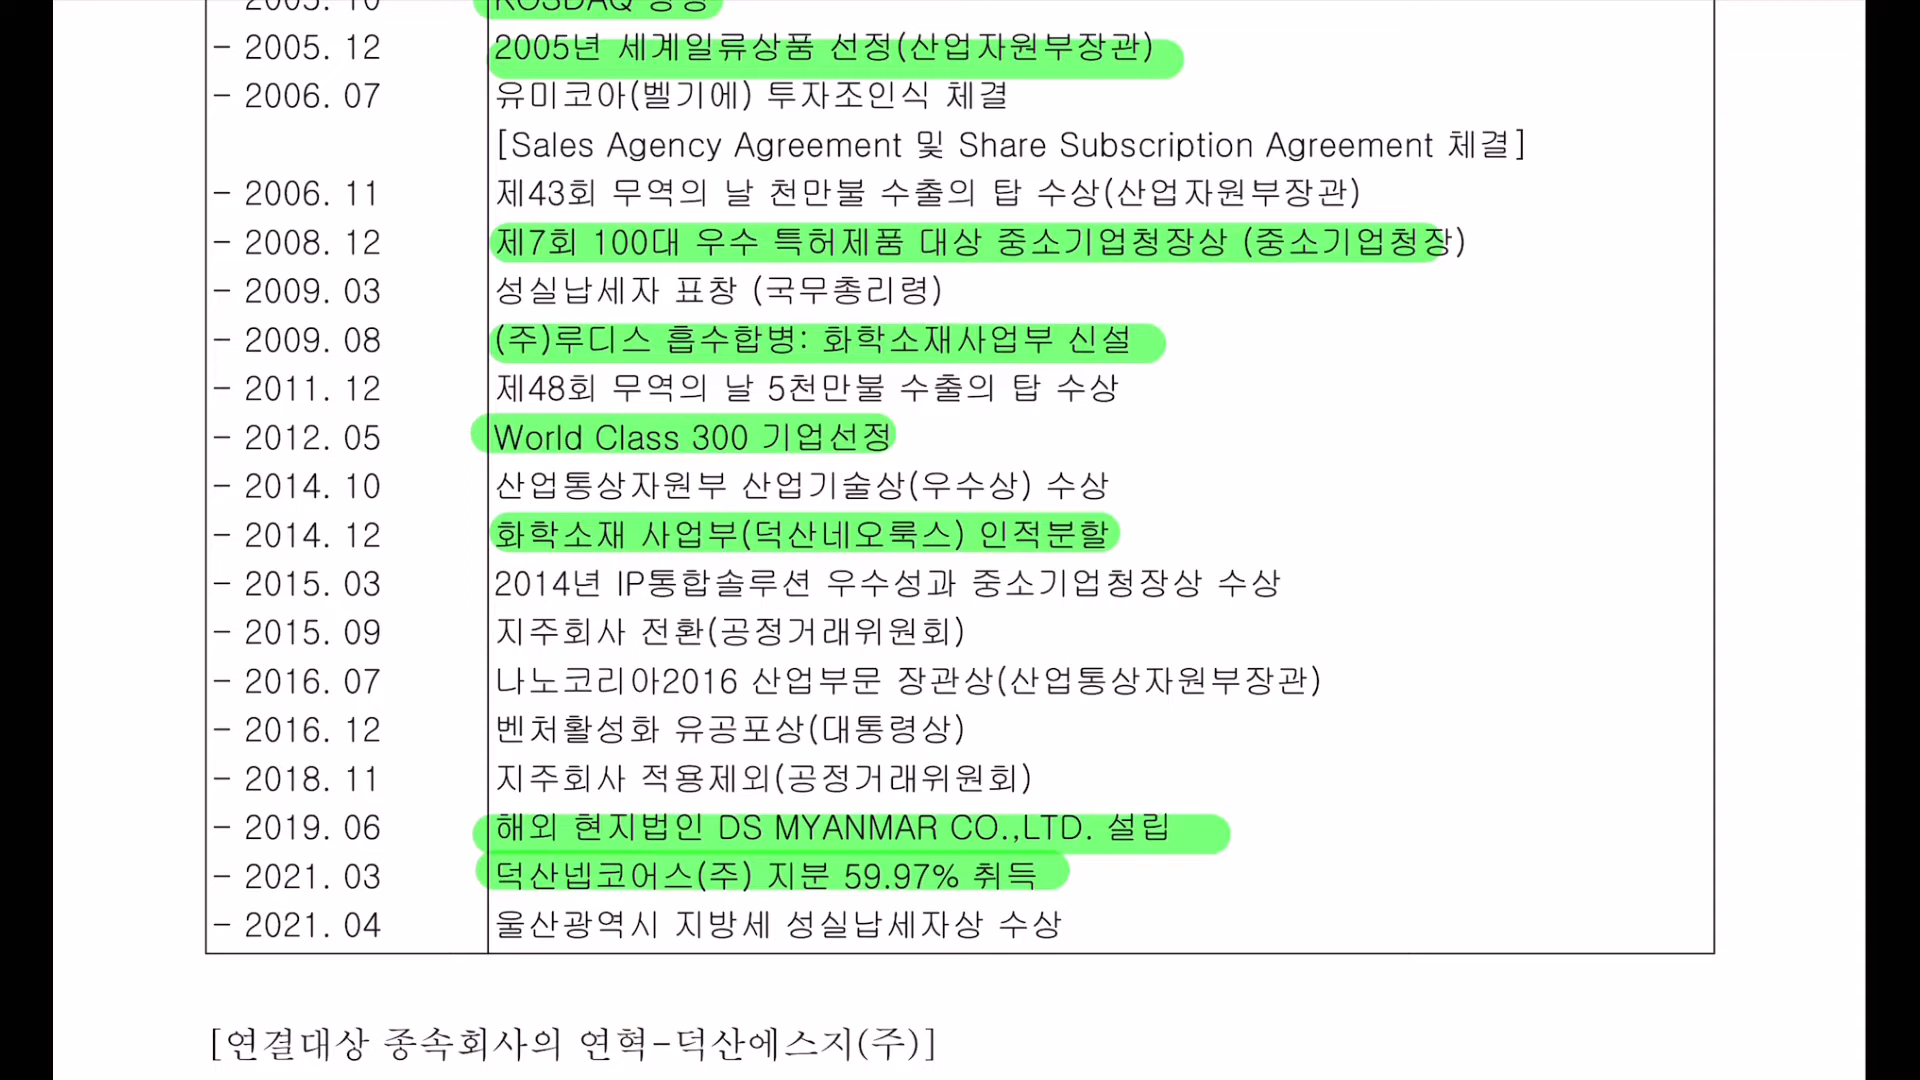 2005. 10 KOSDAQ 상장
- 2005. 12 2005년 세계일류상품 선정(산업자원부장관)
- 2006. 07 유미코아(벨기에) 투자조인식 체결
[Sales Agency Agreement 및 Share Subscription Agreement 체결]
- 2006. 11 제43회 무역의 날 천만불 수출의 탑 수상(산업자원부장관)
- 2008. 12 제7회 100대 우수 특허제품 대상 중소기업청장상 (중소기업청장)
- 2009. 03 성실납세자 표창 (국무총리령)
- 2009. 08 (주)루디스 흡수합병: 화학소재사업부 신설
- 2011. 12 제48회 무역의 날 5천만불 수출의 탑 수상
- 2012. 05 World Class 300 기업선정
- 2014. 10 산업통상자원부 산업기술상(우수상) 수상
- 2014. 12 화학소재 사업부(덕산네오룩스) 인적분할
- 2015. 03 2014년 IP통합솔루션 우수성과 중소기업청장상 수상
- 2015. 09 지주회사 전환(공정거래위원회)
- 2016. 07 나노코리아2016 산업부문 장관상(산업통상자원부장관)
- 2016. 12 벤처활성화 유공포상(대통령상)
- 2018. 11 지주회사 적용제외(공정거래위원회)
- 2019. 06 해외 현지법인 DS MYANMAR CO.,LTD. 설립
- 2021. 03 덕산넵코어스(주) 지분 59.97% 취득
- 2021. 04 울산광역시 지방세 성실납세자상 수상
[연결대상 종속회사의 연혁-덕산에스지(주)]